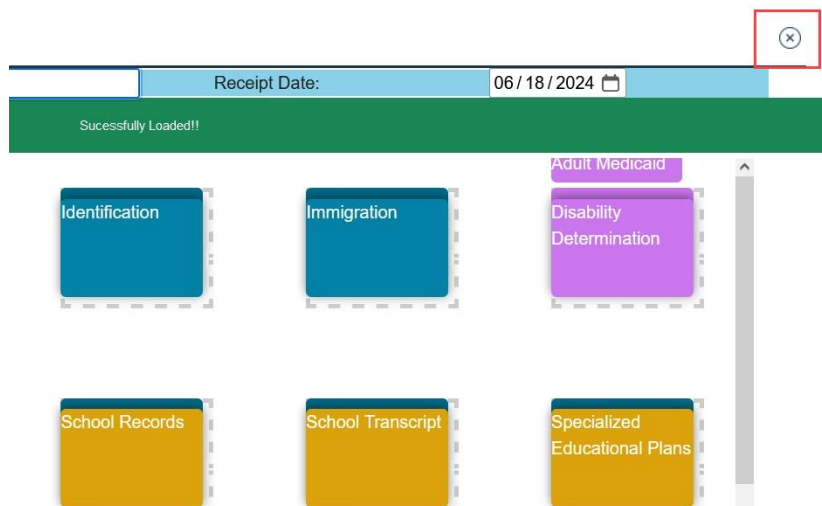 Receipt Date: 06/18/2024
Sucessfully Loaded!!
Adult Medicaid
Identification
Immigration
Disability
Determination
School Records
School Transcript
Specialized
Educational Plans